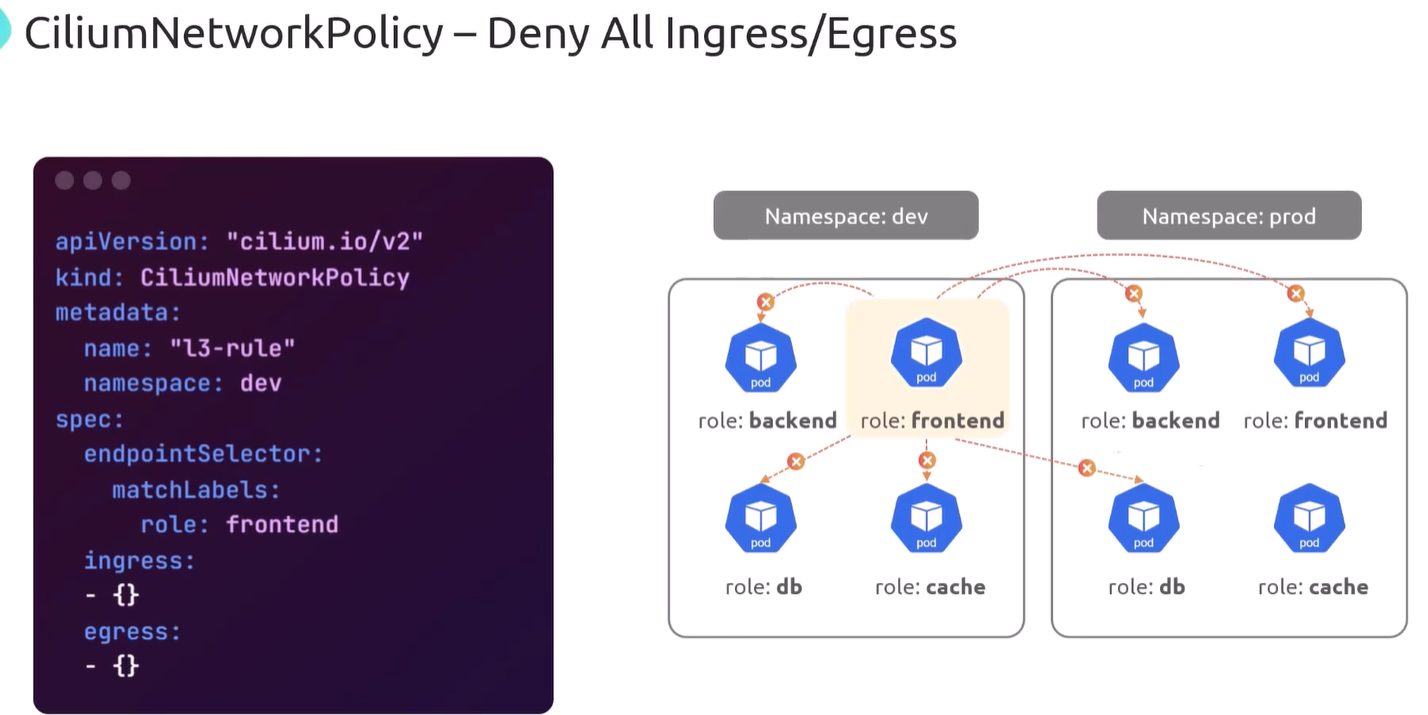 CiliumNetworkPolicy – Deny All Ingress/Egress
apiVersion: "cilium.io/v2"
kind: CiliumNetworkPolicy
metadata:
  name: "l3-rule"
  namespace: dev
spec:
  endpointSelector:
    matchLabels:
      role: frontend
  ingress:
  - {}
  egress:
  - {}
Namespace: dev
pod
role: backend
pod
role: frontend
pod
role: db
pod
role: cache
Namespace: prod
pod
role: backend
pod
role: frontend
pod
role: db
pod
role: cache